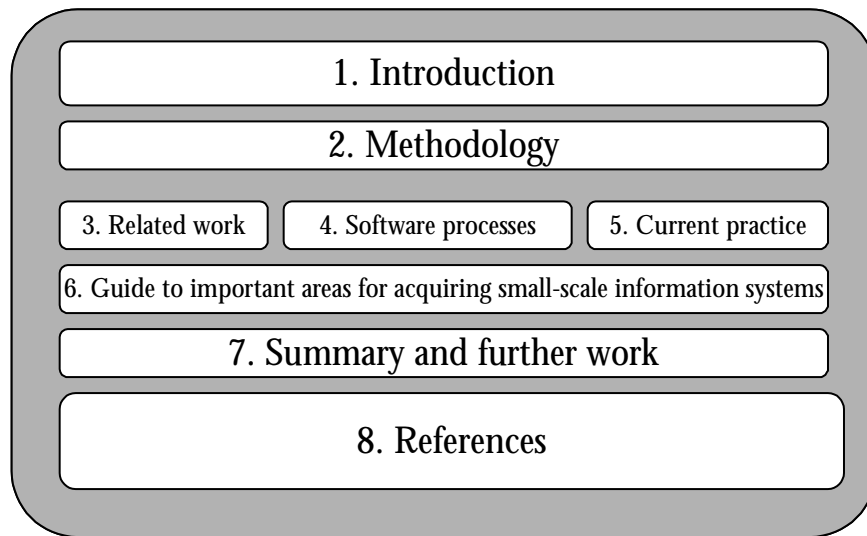 1. Introduction
2. Methodology
3. Related work
4. Software processes
5. Current practice
6. Guide to important areas for acquiring small-scale information systems
7. Summary and further work
8. References